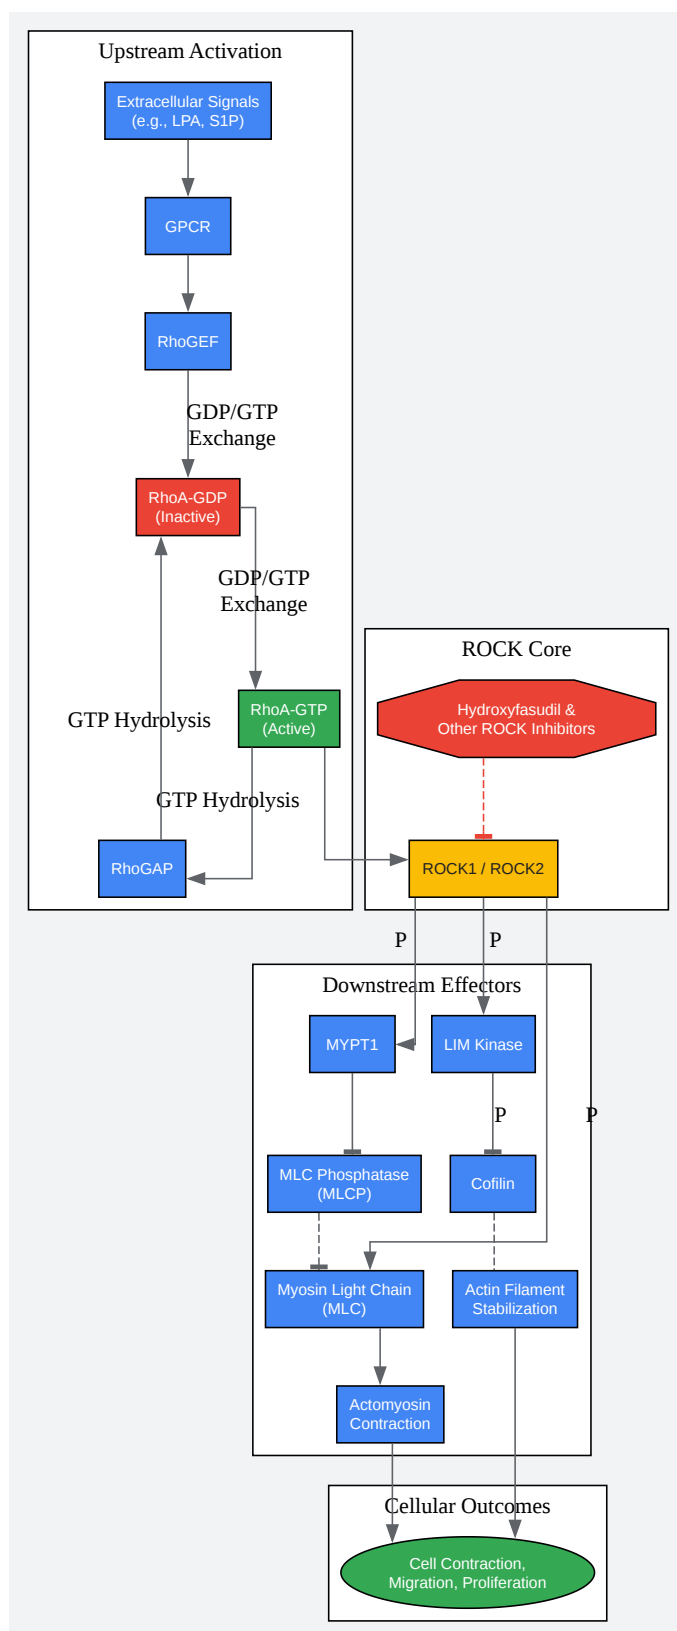 Upstream Activation
Extracellular Signals
(e.g., LPA, S1P)
GPCR
RhoGEF
GDP/GTP
Exchange
RhoA-GDP
(Inactive)
GDP/GTP
Exchange
RhoA-GTP
(Active)
GTP Hydrolysis
GTP Hydrolysis
RhoGAP
ROCK Core
Hydroxyfasudil &
Other ROCK Inhibitors
ROCK1 / ROCK2
P
P
Downstream Effectors
MYPT1
LIM Kinase
P
P
MLC Phosphatase
(MLCP)
Cofilin
Myosin Light Chain
(MLC)
Actin Filament
Stabilization
Actomyosin
Contraction
Cellular Outcomes
Cell Contraction,
Migration, Proliferation